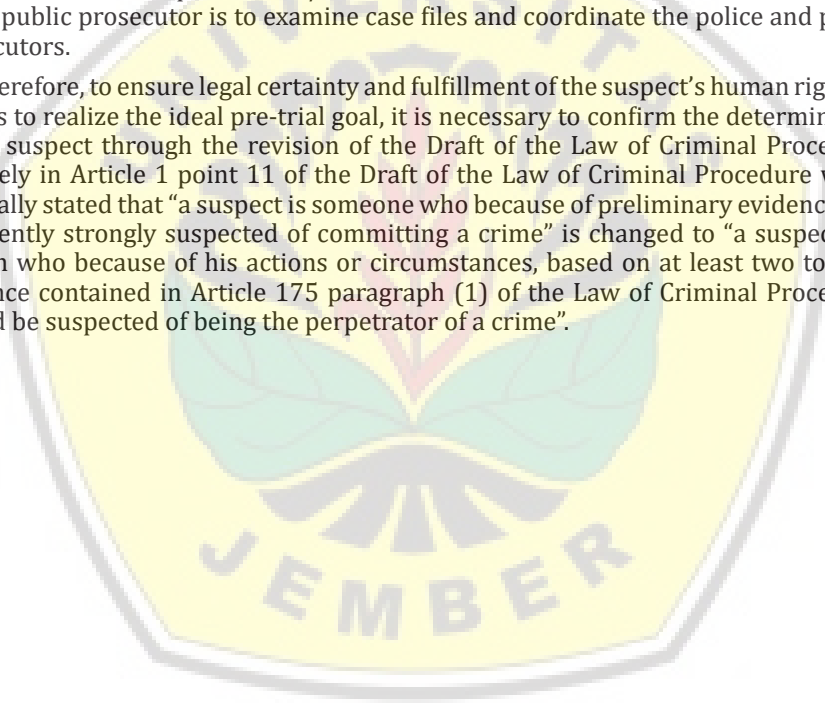 public prosecutor is to examine case files and coordinate the police and p
cutors.
erefore, to ensure legal certainty and fulfillment of the suspect's human rig
s to realize the ideal pre-trial goal, it is necessary to confirm the determin
suspect through the revision of the Draft of the Law of Criminal Proce
ely in Article 1 point 11 of the Draft of the Law of Criminal Procedure
ally stated that “a suspect is someone who because of preliminary evidenc
ently strongly suspected of committing a crime” is changed to “a suspec
n who because of his actions or circumstances, based on at least two to
nce contained in Article 175 paragraph (1) of the Law of Criminal Proce
d be suspected of being the perpetrator of a crime”.
UNIVERSITAS
JEMBER